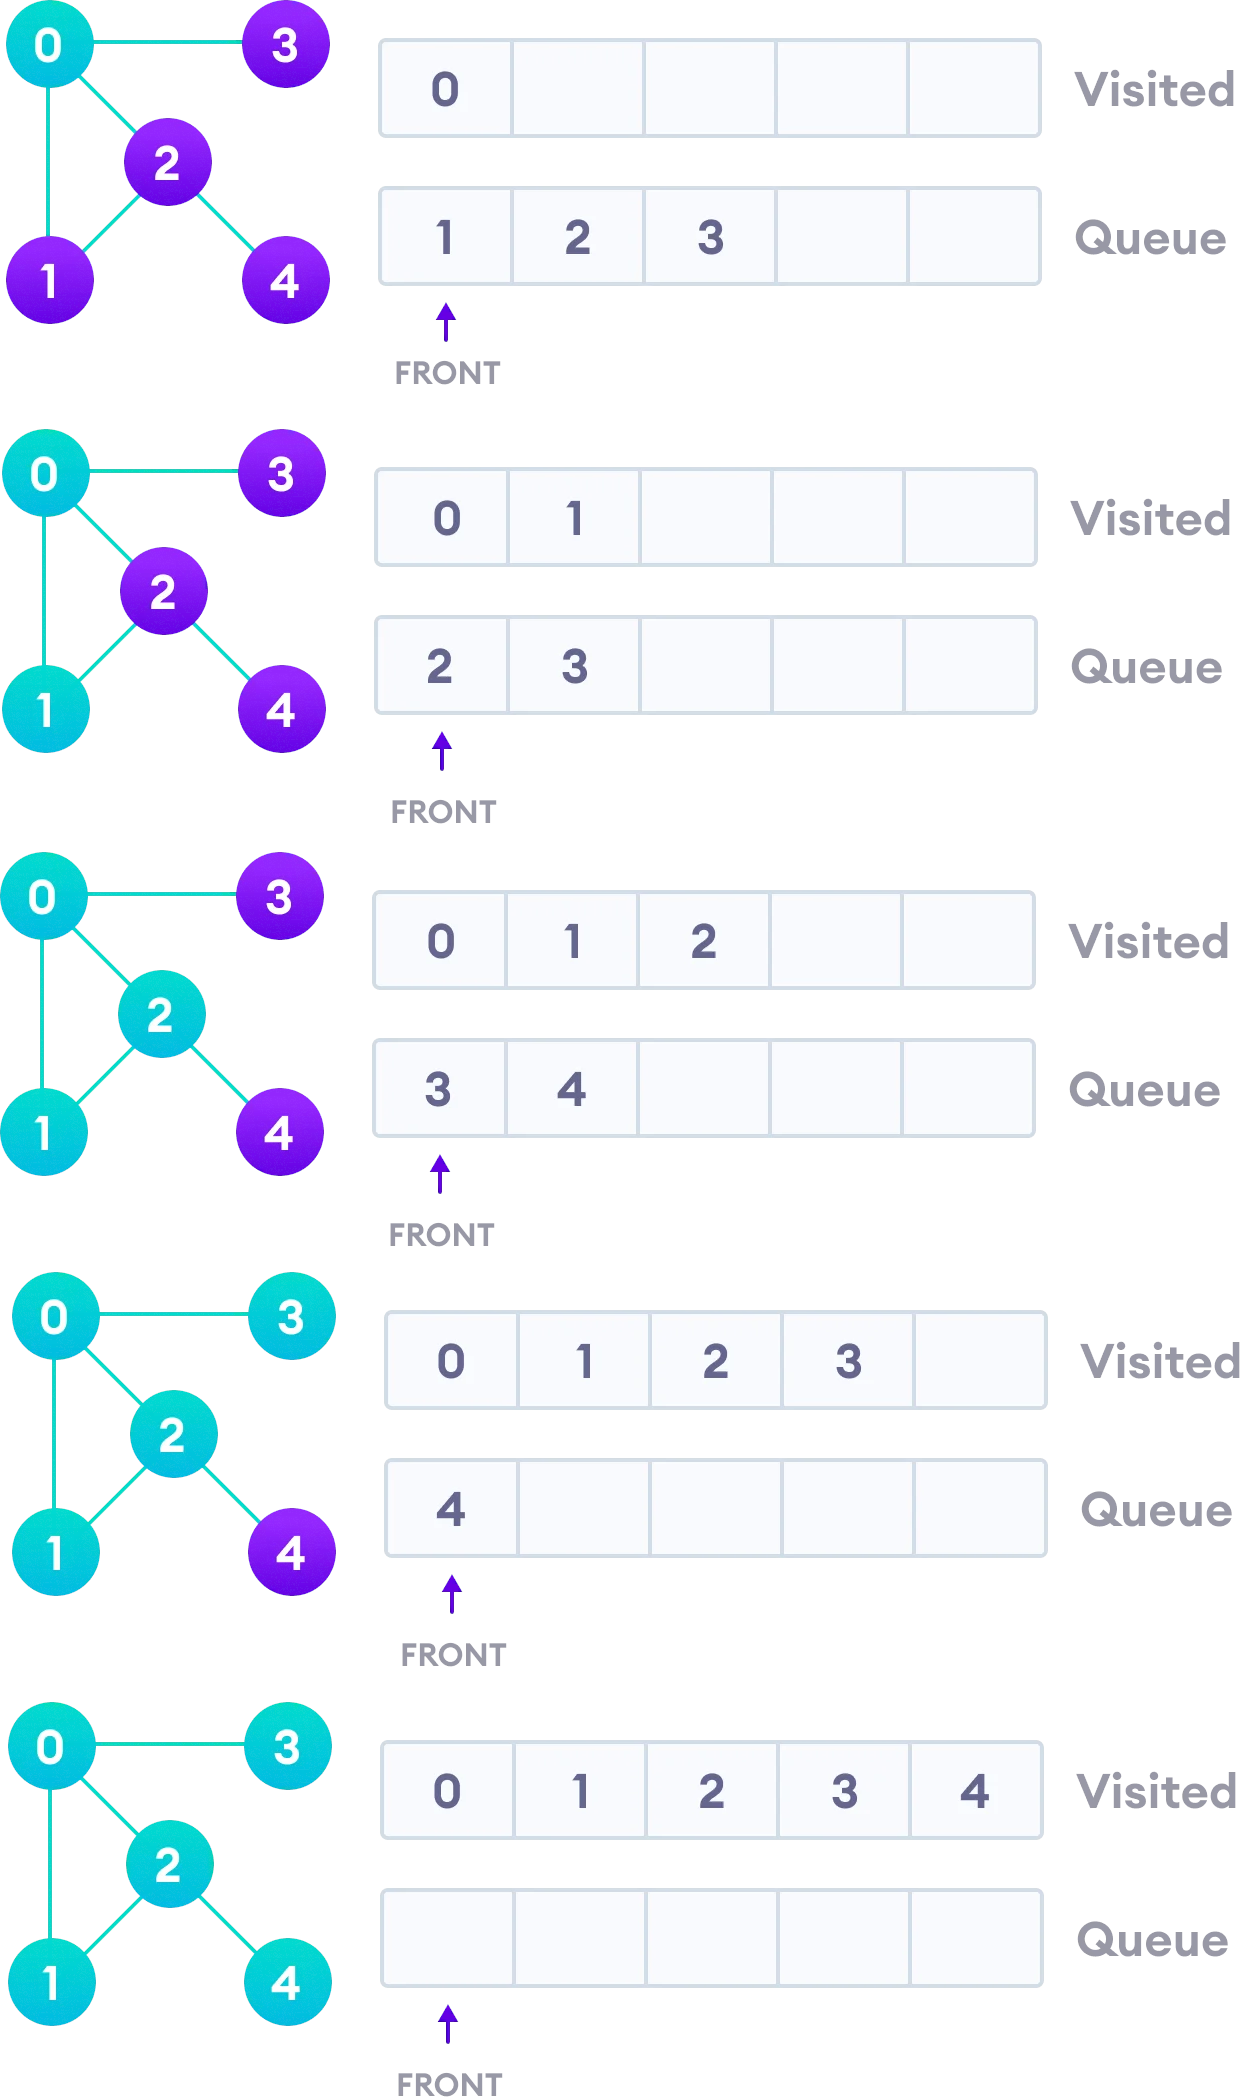 0 3
0 Visited
2
1 2 3 Queue
1 4
FRONT
0 3
0 1 Visited
2
2 3 Queue
1 4
FRONT
0 3
0 1 2 Visited
2
3 4 Queue
1 4
FRONT
0 3
0 1 2 3 Visited
2
4 Queue
1 4
FRONT
0 3
0 1 2 3 4 Visited
2
Queue
1 4
FRONT